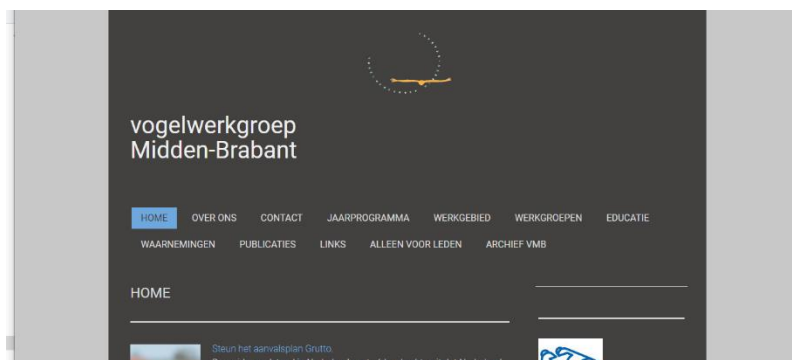 vogelwerkgroep
Midden-Brabant
HOME OVER ONS CONTACT JAARPROGRAMMA WERKGEBIED WERKGROEPEN EDUCATIE
WAARNEMINGEN PUBLICATIES LINKS ALLEEN VOOR LEDEN ARCHIEF VMB
HOME
Steun het aanvalsplan Grutto